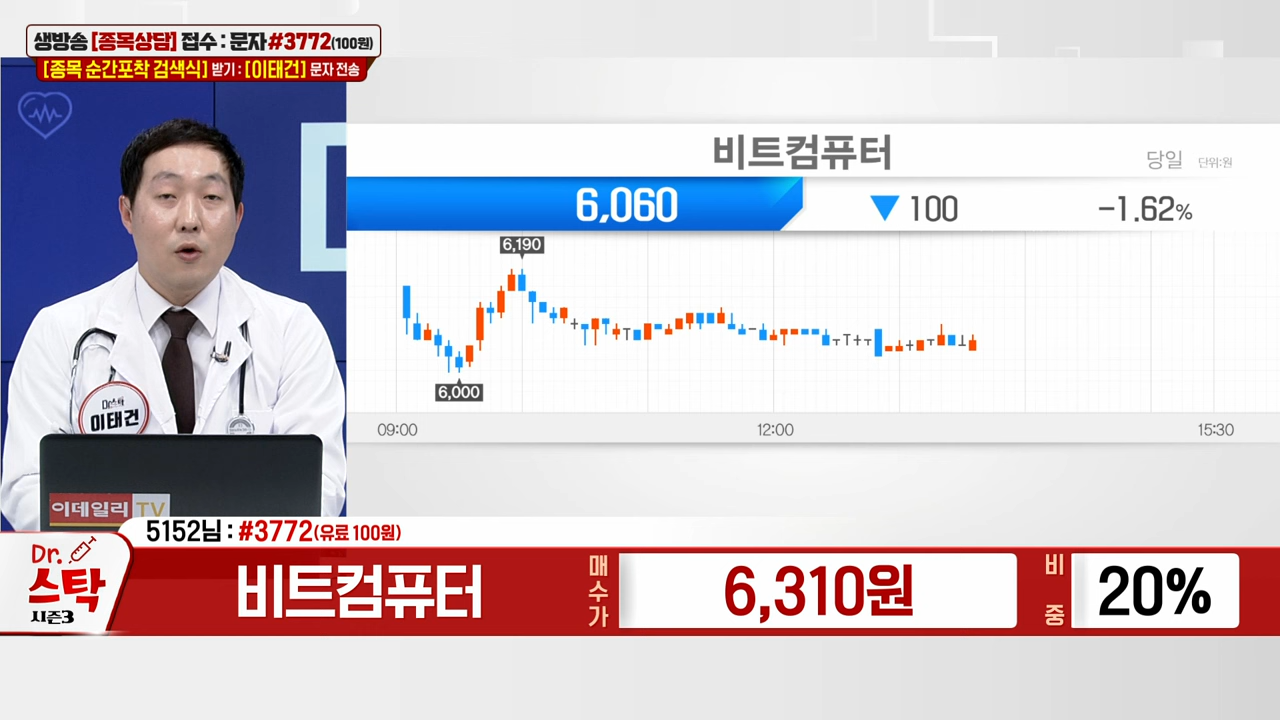 생방송 [종목상담] 접수 : 문자#3772(100원)
[종목 순간포착 검색식] 받기 : [이태건] 문자 전송
비트컴퓨터
당일 단위:원
6,060 ▼100 -1.62%
6,190
6,000
09:00 12:00 15:30
Dr.스탁
이태건
이데일리 TV
5152님 : #3772(유료 100원)
Dr.
스탁
시즌3
비트컴퓨터 매수가 6,310원 비중 20%